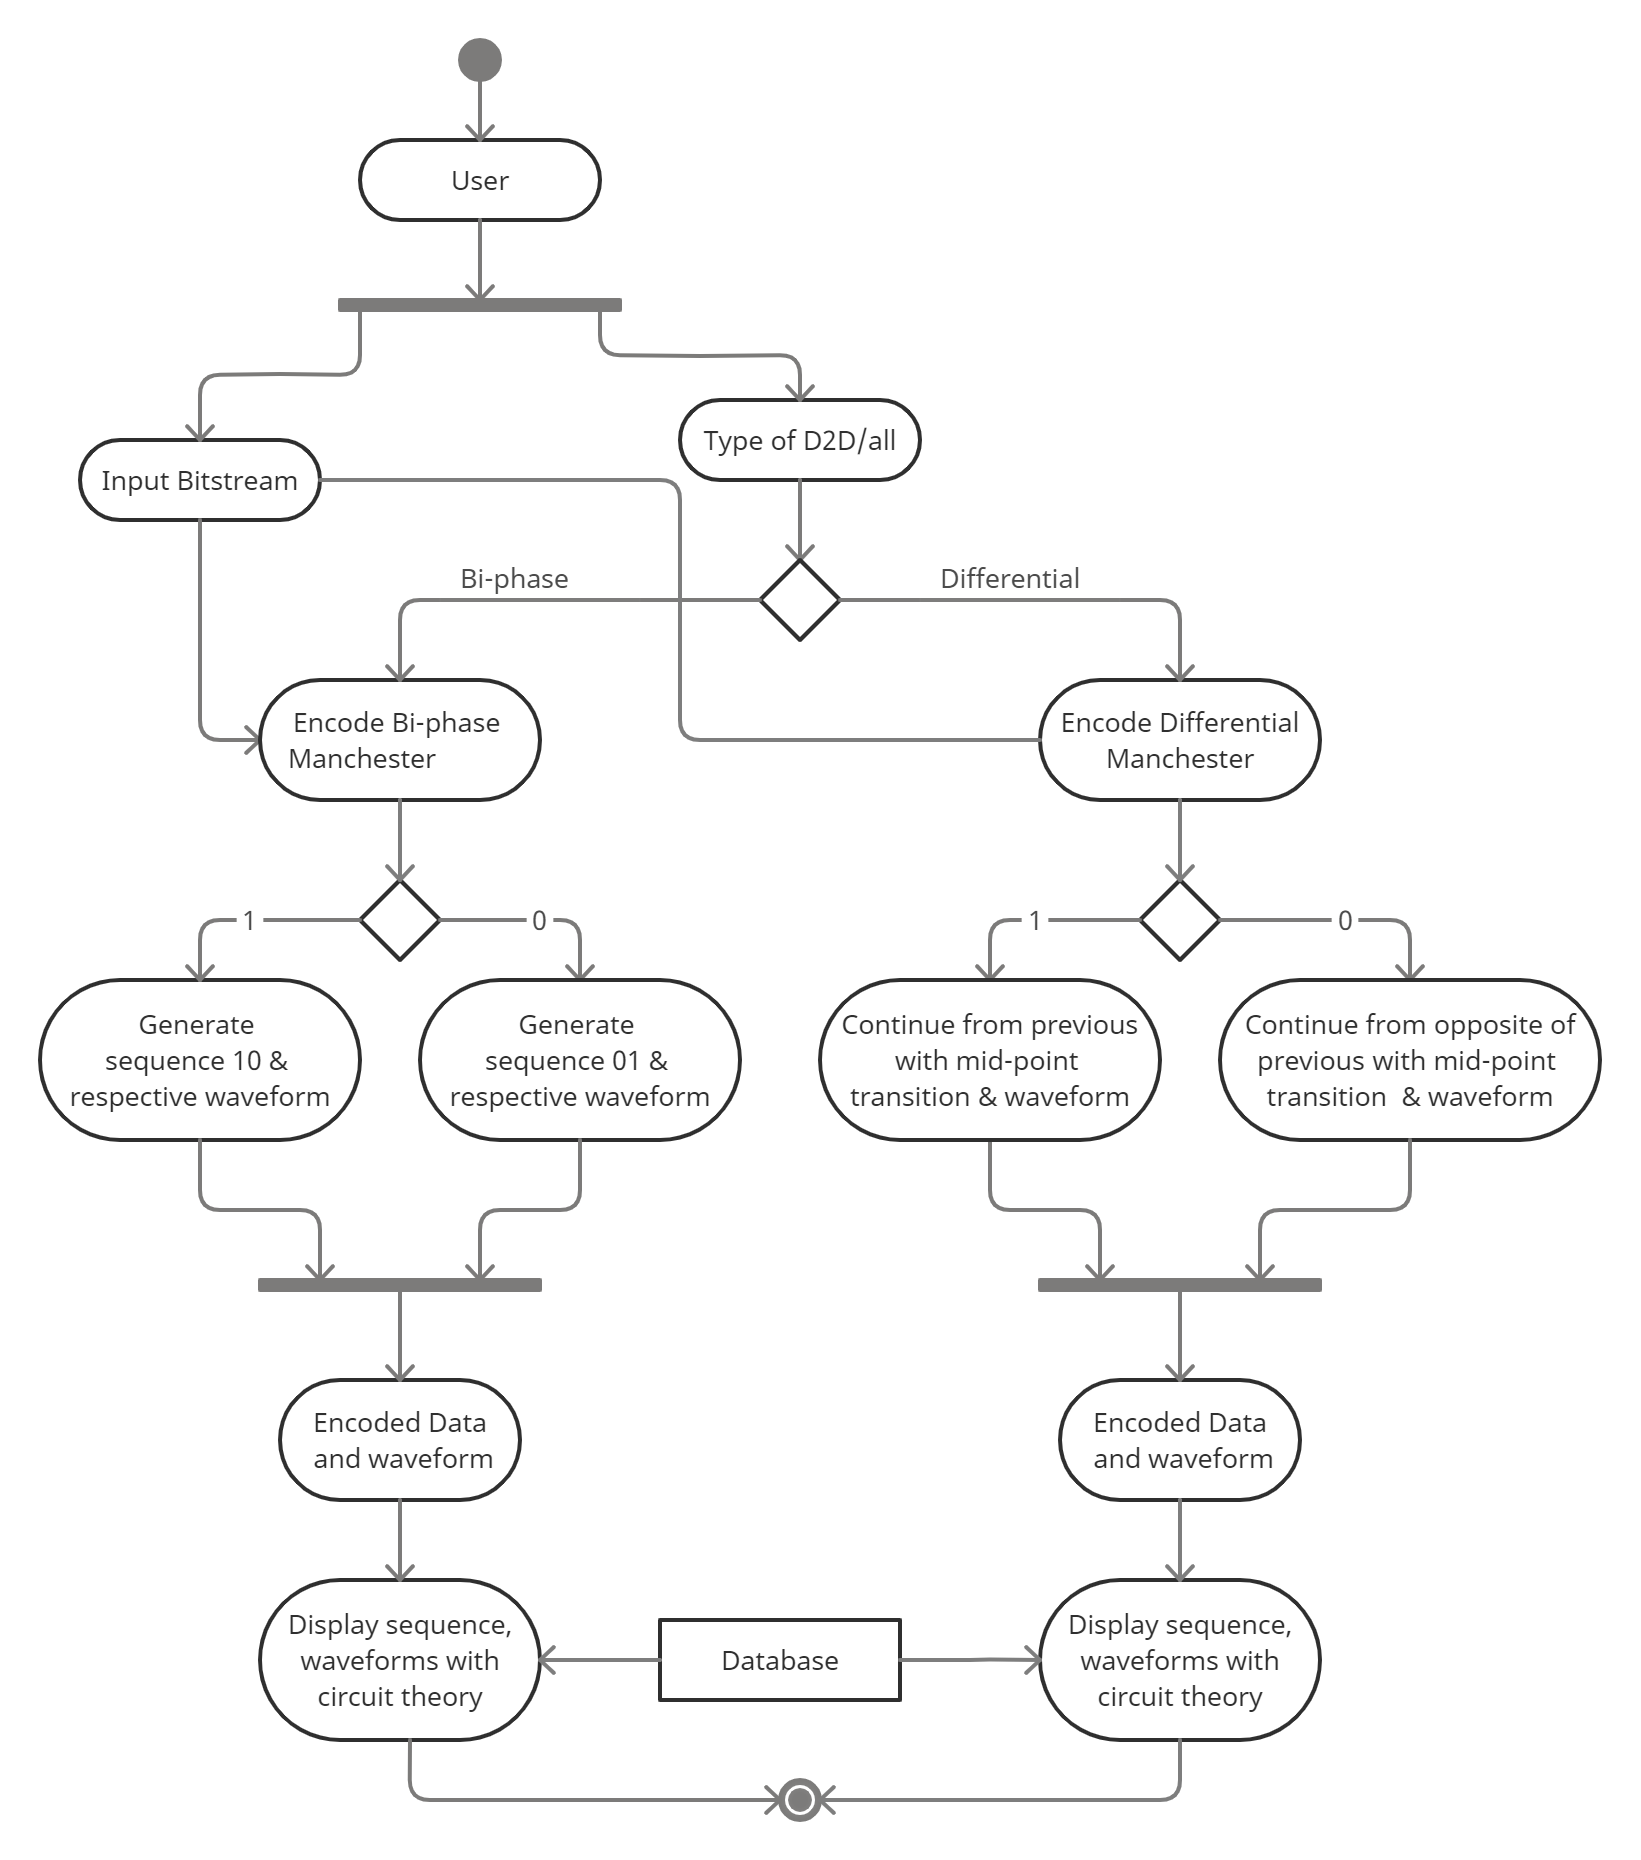 User
Type of D2D/all
Input Bitstream
Bi-phase
Differential
Encode Bi-phase
Manchester
Encode Differential
Manchester
1
0
1
0
Generate
sequence 10 &
respective waveform
Generate
sequence 01 &
respective waveform
Continue from previous
with mid-point
transition & waveform
Continue from opposite of
previous with mid-point
transition  & waveform
Encoded Data
and waveform
Encoded Data
and waveform
Display sequence,
waveforms with
circuit theory
Database
Display sequence,
waveforms with
circuit theory